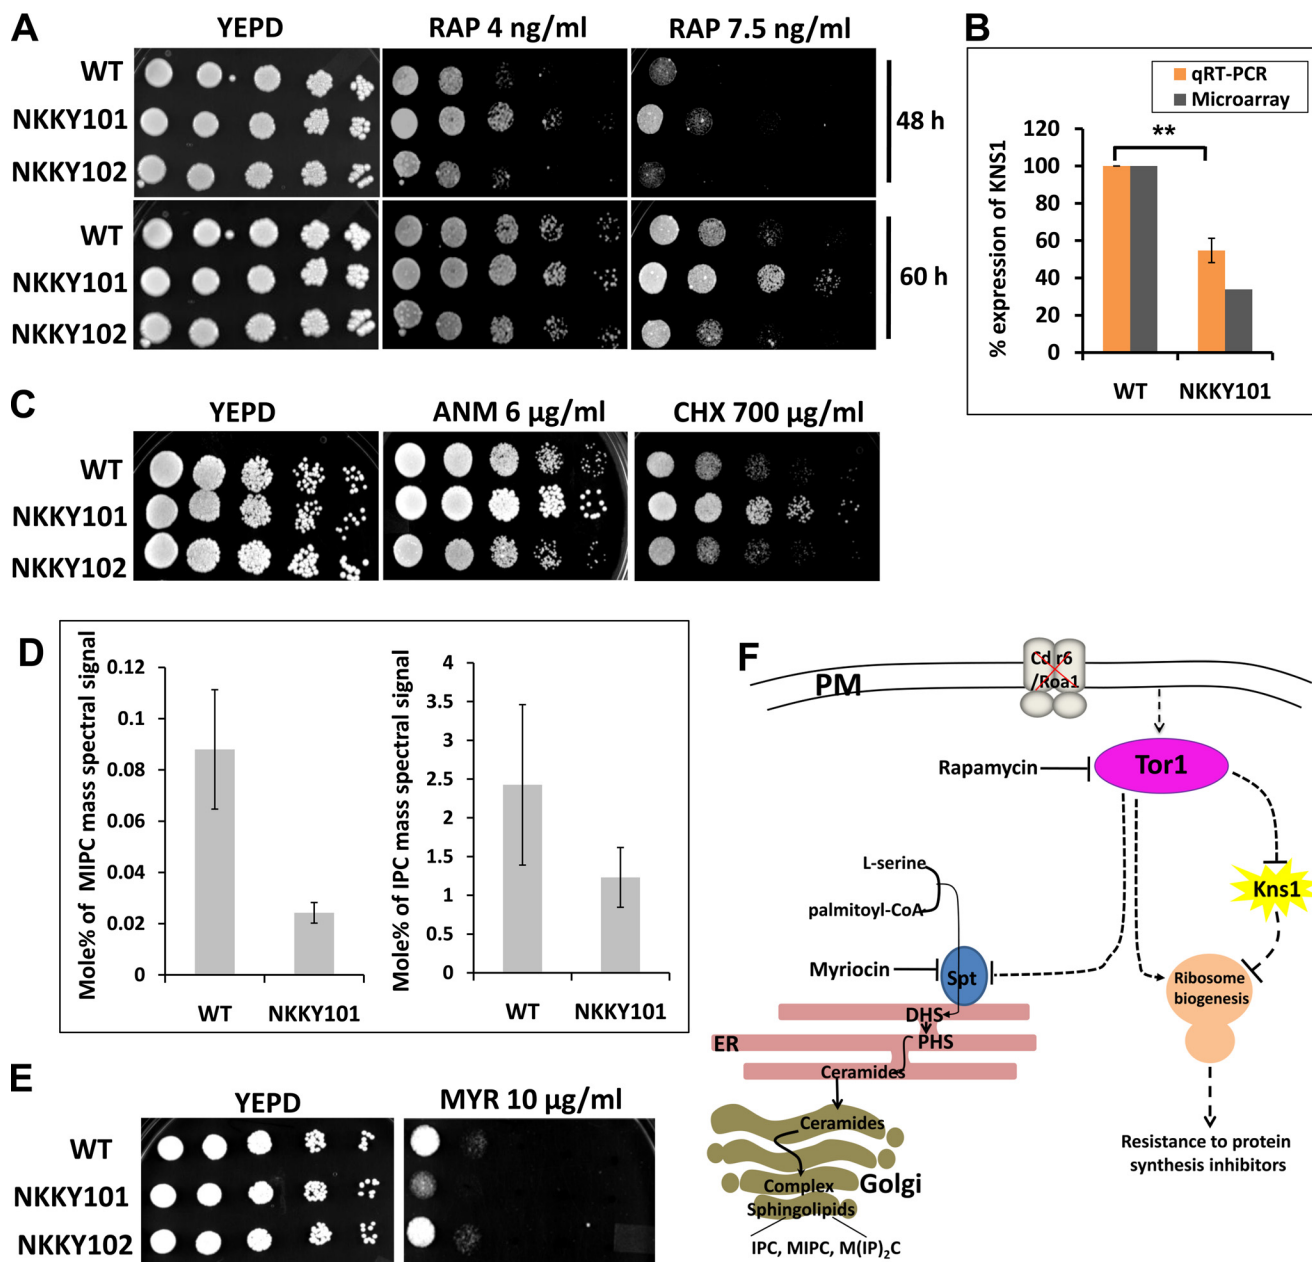 A
YEPD
RAP 4 ng/ml
RAP 7.5 ng/ml
WT
NKKY101
NKKY102
48 h
WT
NKKY101
NKKY102
60 h
B
qRT-PCR
Microarray
% expression of KNS1
120
100
80
60
40
20
0
**
WT
NKKY101
C
YEPD
ANM 6 µg/ml
CHX 700 µg/ml
WT
NKKY101
NKKY102
D
Mole% of MIPC mass spectral signal
0.12
0.1
0.08
0.06
0.04
0.02
0
WT
NKKY101
Mole% of IPC mass spectral signal
4
3.5
3
2.5
2
1.5
1
0.5
0
WT
NKKY101
E
YEPD
MYR 10 µg/ml
WT
NKKY101
NKKY102
F
PM
Cdr6
/Roa1
Rapamycin
Tor1
Kns1
L-serine
palmitoyl-CoA
Myriocin
Spt
DHS
PHS
ER
Ceramides
Ceramides
Complex
Sphingolipids
Golgi
IPC, MIPC, M(IP)₂C
Ribosome
biogenesis
Resistance to protein
synthesis inhibitors